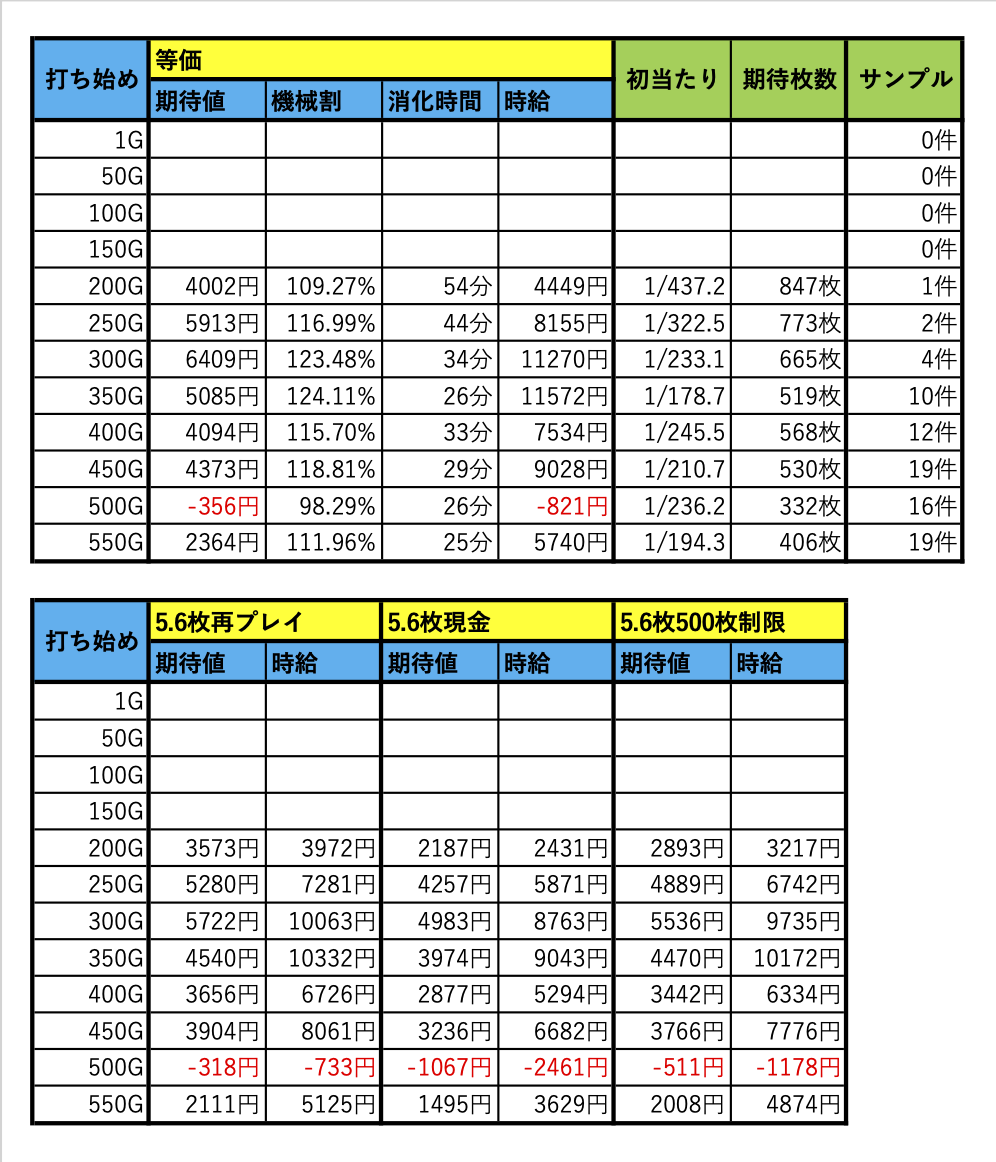 打ち始め 等価 初当たり 期待枚数 サンプル
期待値 機械割 消化時間 時給
1G 0件
50G 0件
100G 0件
150G 0件
200G 4002円 109.27% 54分 4449円 1/437.2 847枚 1件
250G 5913円 116.99% 44分 8155円 1/322.5 773枚 2件
300G 6409円 123.48% 34分 11270円 1/233.1 665枚 4件
350G 5085円 124.11% 26分 11572円 1/178.7 519枚 10件
400G 4094円 115.70% 33分 7534円 1/245.5 568枚 12件
450G 4373円 118.81% 29分 9028円 1/210.7 530枚 19件
500G -356円 98.29% 26分 -821円 1/236.2 332枚 16件
550G 2364円 111.96% 25分 5740円 1/194.3 406枚 19件
打ち始め 5.6枚再プレイ 5.6枚現金 5.6枚500枚制限
期待値 時給 期待値 時給 期待値 時給
1G
50G
100G
150G
200G 3573円 3972円 2187円 2431円 2893円 3217円
250G 5280円 7281円 4257円 5871円 4889円 6742円
300G 5722円 10063円 4983円 8763円 5536円 9735円
350G 4540円 10332円 3974円 9043円 4470円 10172円
400G 3656円 6726円 2877円 5294円 3442円 6334円
450G 3904円 8061円 3236円 6682円 3766円 7776円
500G -318円 -733円 -1067円 -2461円 -511円 -1178円
550G 2111円 5125円 1495円 3629円 2008円 4874円